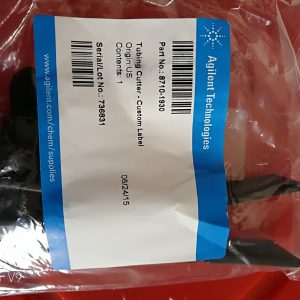 Agilent Technologies
Part No.: 8710-1930
Tubing Cutter - Custom Label
Origin:US
Contents: 1
08/24/15
Serial/Lot No.: 736831
www.agilent.com/chem/supplies
FV9